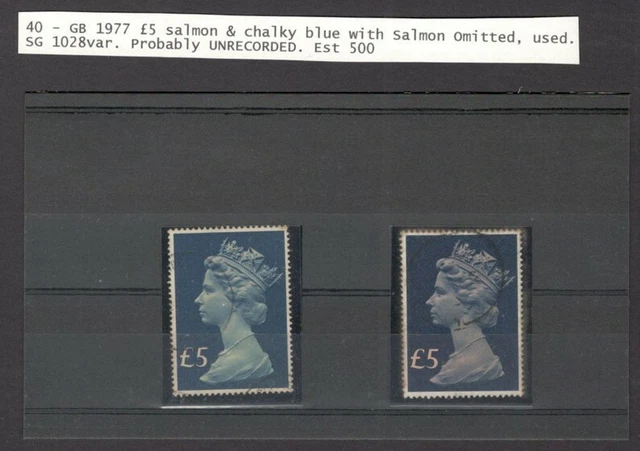 40 - GB 1977 £5 salmon & chalky blue with Salmon Omitted, used.
SG 1028var. Probably UNRECORDED. Est 500
£5
£5